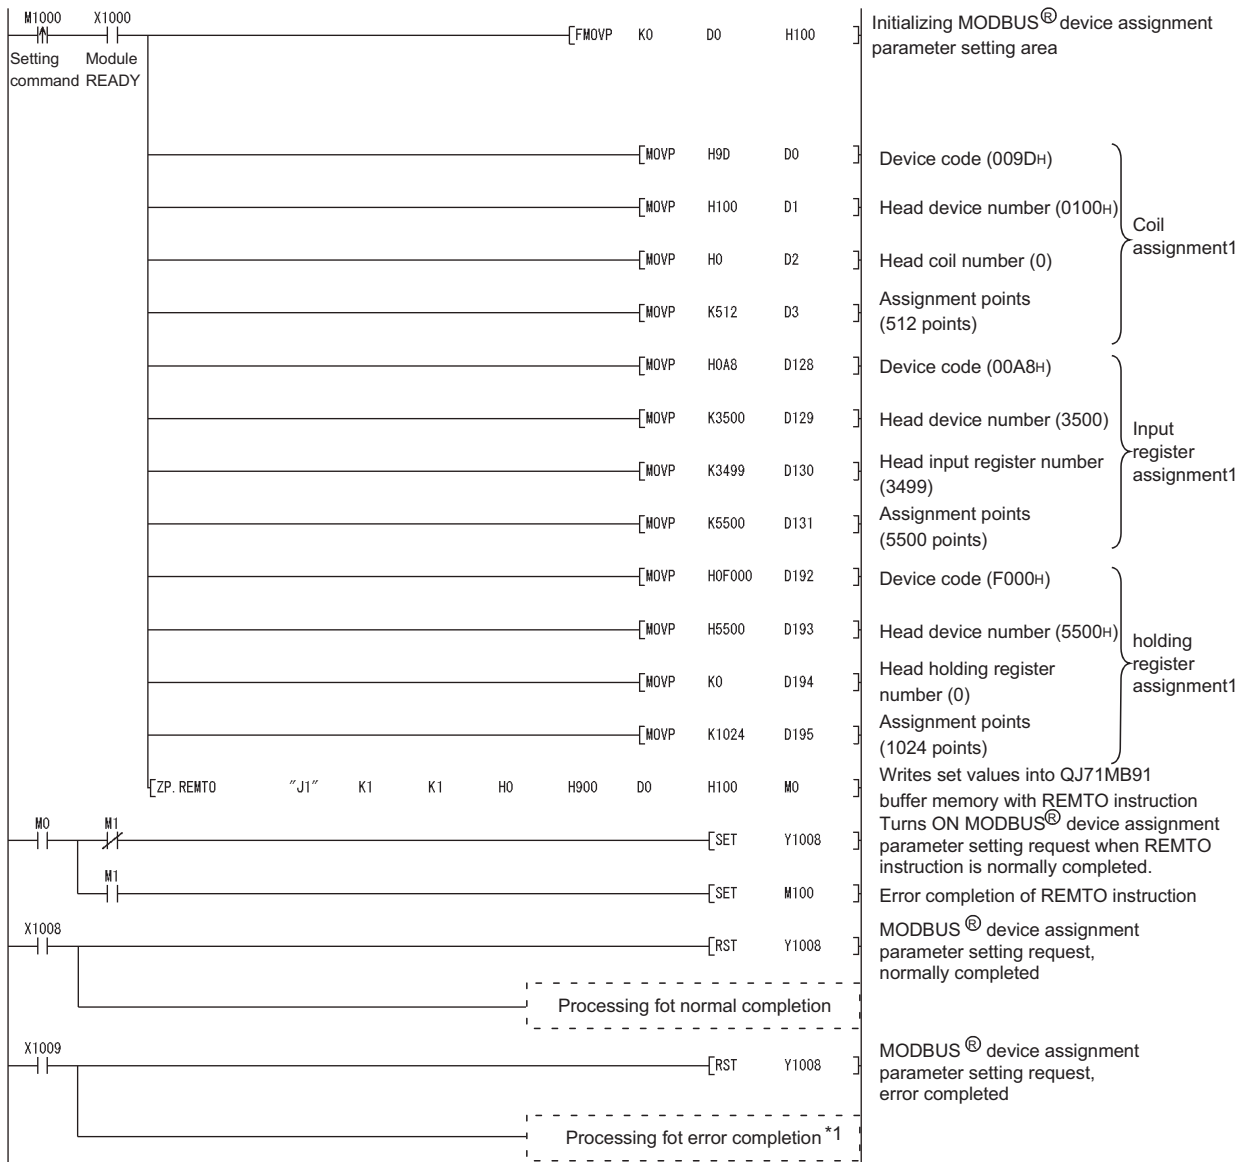 M1000 X1000
[FMOVP K0 D0 H100 ]
Initializing MODBUS® device assignment
parameter setting area
Setting Module
command READY
[MOVP H9D D0 ]
Device code (009DH)
[MOVP H100 D1 ]
Head device number (0100H)
Coil
assignment1
[MOVP H0 D2 ]
Head coil number (0)
[MOVP K512 D3 ]
Assignment points
(512 points)
[MOVP H0A8 D128 ]
Device code (00A8H)
[MOVP K3500 D129 ]
Head device number (3500)
Input
register
assignment1
[MOVP K3499 D130 ]
Head input register number
(3499)
[MOVP K5500 D131 ]
Assignment points
(5500 points)
[MOVP H0F000 D192 ]
Device code (F000H)
[MOVP H5500 D193 ]
Head device number (5500H)
holding
register
assignment1
[MOVP K0 D194 ]
Head holding register
number (0)
[MOVP K1024 D195 ]
Assignment points
(1024 points)
[ZP.REMTO "J1" K1 K1 H0 H900 D0 H100 M0 ]
Writes set values into QJ71MB91
buffer memory with REMTO instruction
M0 M1
[SET Y1008 ]
Turns ON MODBUS® device assignment
parameter setting request when REMTO
instruction is normally completed.
M1
[SET M100 ]
Error completion of REMTO instruction
X1008
[RST Y1008 ]
MODBUS ® device assignment
parameter setting request,
normally completed
Processing fot normal completion
X1009
[RST Y1008 ]
MODBUS ® device assignment
parameter setting request,
error completed
Processing fot error completion *1